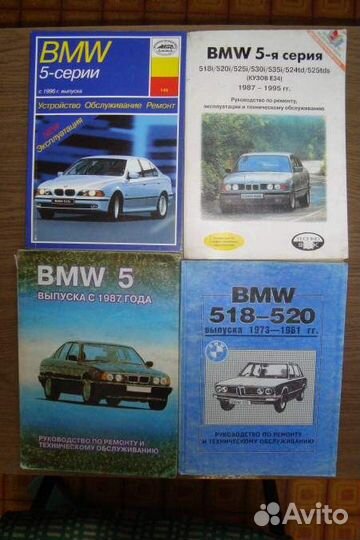 BMW
5-серии
с 1996 г. выпуска
Устройство Обслуживание Ремонт
Эксплуатация
BMW 5-я серия
518i/520i/525i/530i/535i/524td/525tds
(КУЗОВ E34)
1987 - 1995 гг.
Руководство по ремонту,
эксплуатации и техническому обслуживанию
BMW 5
ВЫПУСКА С 1987 ГОДА
РУКОВОДСТВО ПО РЕМОНТУ И
ТЕХНИЧЕСКОМУ ОБСЛУЖИВАНИЮ
BMW
518-520
выпуска 1973—1981 гг.
РУКОВОДСТВО ПО РЕМОНТУ
И ТЕХНИЧЕСКОМУ ОБСЛУЖИВАНИЮ
Avito